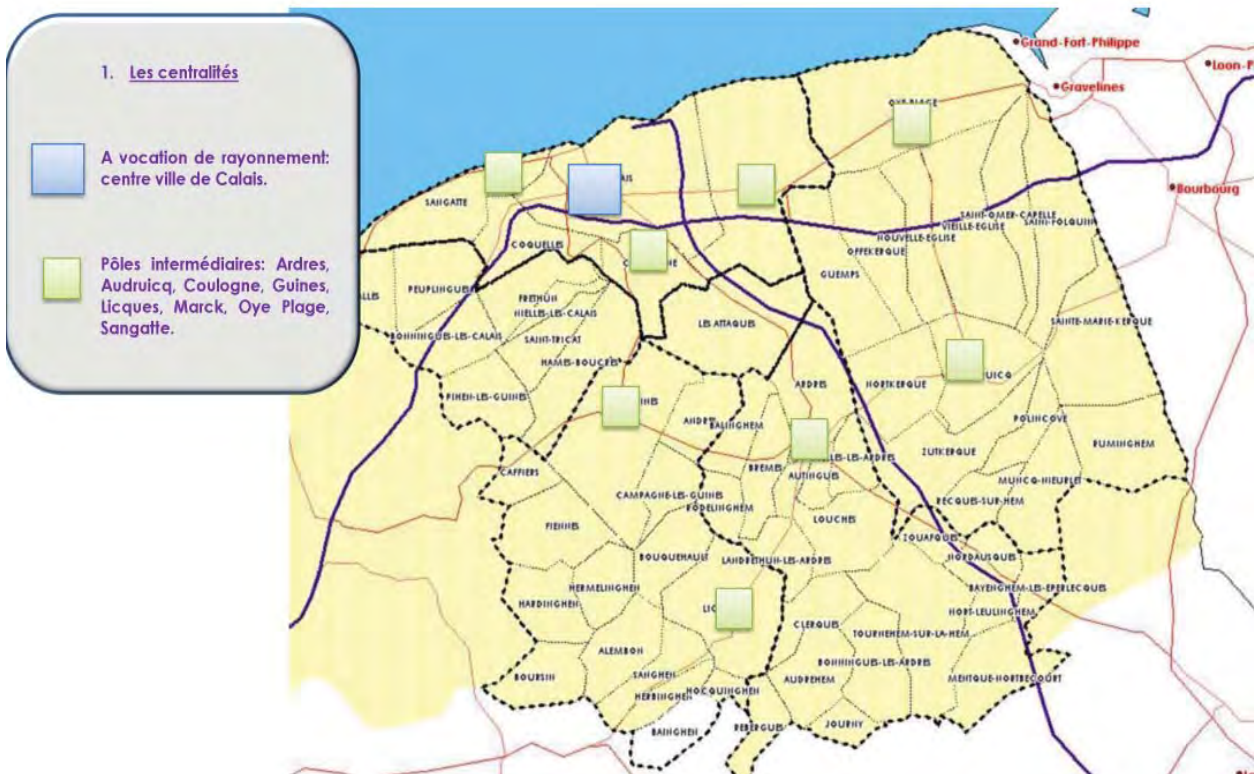 1. Les centralités
A vocation de rayonnement:
centre ville de Calais.
Pôles intermédiaires: Ardres,
Audruicq, Coulogne, Guines,
Licques, Marck, Oye Plage,
Sangatte.
Grand-Fort-Philippe
Gravelines
Bourbourg
SANGATTE
COQUELLES
SAINT-OMER-CAPELLE
VIEILLE-EGLISE
SAINT-FOLQUIN
NOUVELLE-EGLISE
OFFEKERQUE
GUEMPS
PEUPLINGUES
FRETHUN
NIELLES-LES-CALAIS
BONNINGUES-LES-CALAIS
SAINT-TRICAT
LES ATTAQUES
SAINTE-MARIE-KERQUE
HAMES-BOUCRES
PIHEN-LES-GUINES
ARDRES
NORTKERQUE
POLINCOVE
RUMINGHEM
BALINGHEM
BREMES
AUTINGUES
ZUTKERQUE
CAFFIERS
CAMPAGNE-LES-GUINES
RODELINGHEM
MUNCQ-NIEURLET
RECQUES-SUR-HEM
LOUCHES
FIENNES
ZOUAFQUES
BOUQUEHAULT
LANDRETHUN-LES-ARDRES
NORDAUSQUES
HERMELINGHEN
BAYENGHEM-LES-EPERLECQUES
HARDINGHEN
NORT-LEULINGHEM
CLERQUES
TOURNEHEM-SUR-LA-HEM
ALEMBON
BONNINGUES-LES-ARDRES
BOURSIN
SANGHEN
AUDREHEM
MENTQUE-NORTBECOURT
HERBINGHEN
HOCQUINGHEN
BAINGHEN
REBERGUES
JOURNY